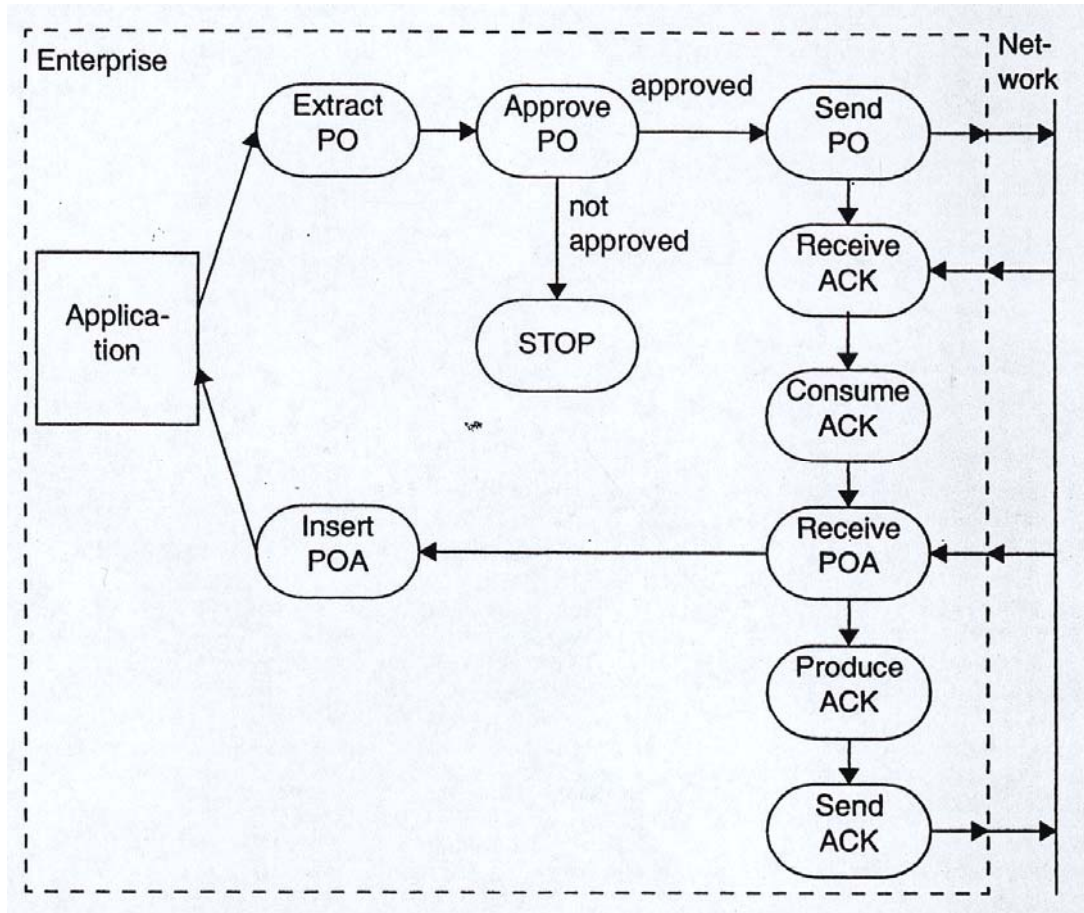 Enterprise
Net-
work
Extract
PO
Approve
PO
approved
Send
PO
not
approved
Receive
ACK
Applica-
tion
STOP
Consume
ACK
Insert
POA
Receive
POA
Produce
ACK
Send
ACK